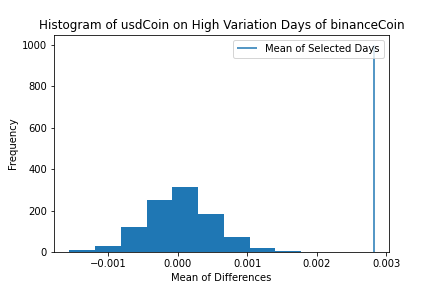 Histogram of usdCoin on High Variation Days of binanceCoin
1000
Mean of Selected Days
800
600
400
200
0
Frequency
−0.001 0.000 0.001 0.002 0.003
Mean of Differences